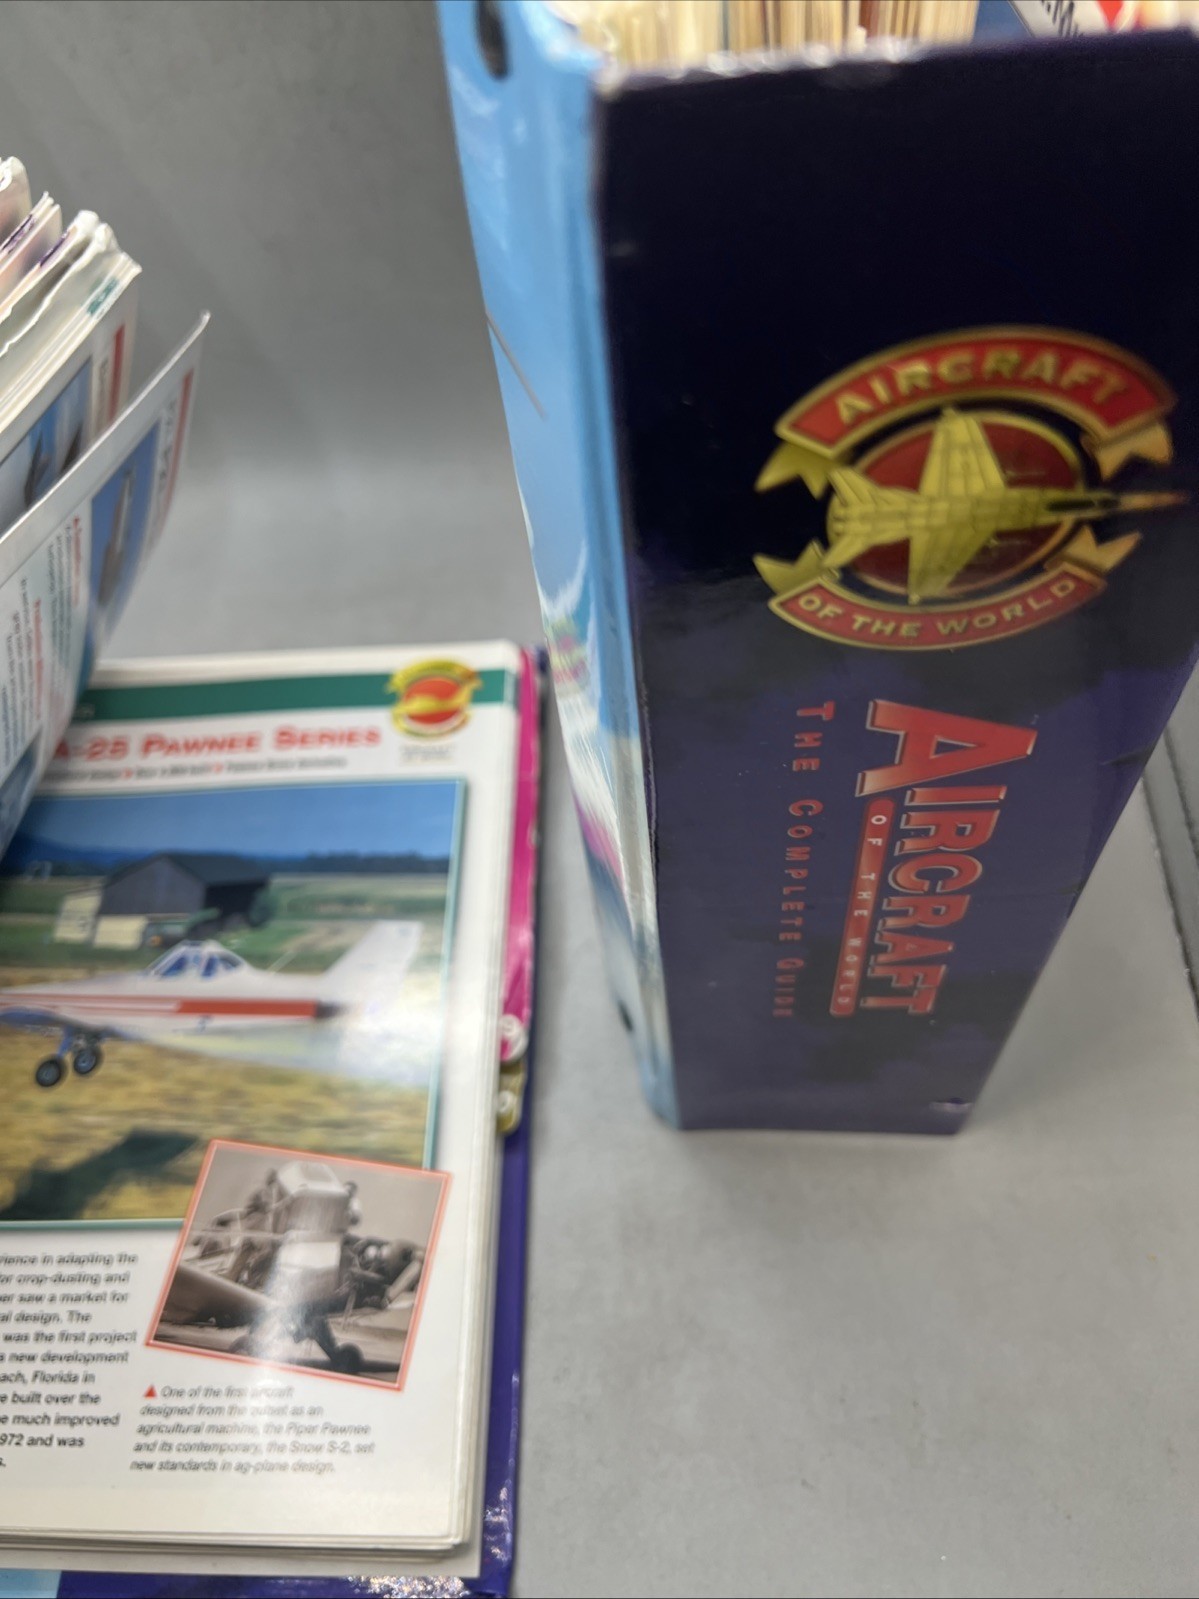 AIRCRAFT
OF THE WORLD
AIRCRAFT
OF THE WORLD
THE COMPLETE GUIDE
A-25 PAWNEE SERIES
rience in adapting the
or crop-dusting and
er saw a market for
al design. The
was the first project
s new development
ach, Florida in
e built over the
e much improved
972 and was
s.
▲ One of the first aircraft
designed from the outset as an
agricultural machine, the Piper Pawnee
and its contemporary, the Snow S-2, set
new standards in ag-plane design.